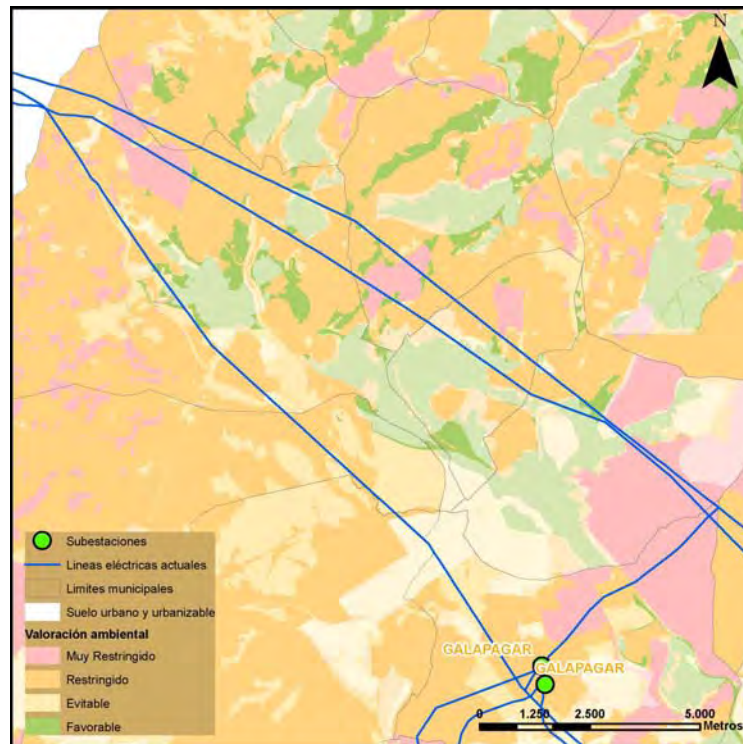 N
GALAPAGAR
GALAPAGAR
Subestaciones
Lineas eléctricas actuales
Limites municipales
Suelo urbano y urbanizable
Valoración ambiental
Muy Restringido
Restringido
Evitable
Favorable
0 1.250 2.500 5.000
Metros